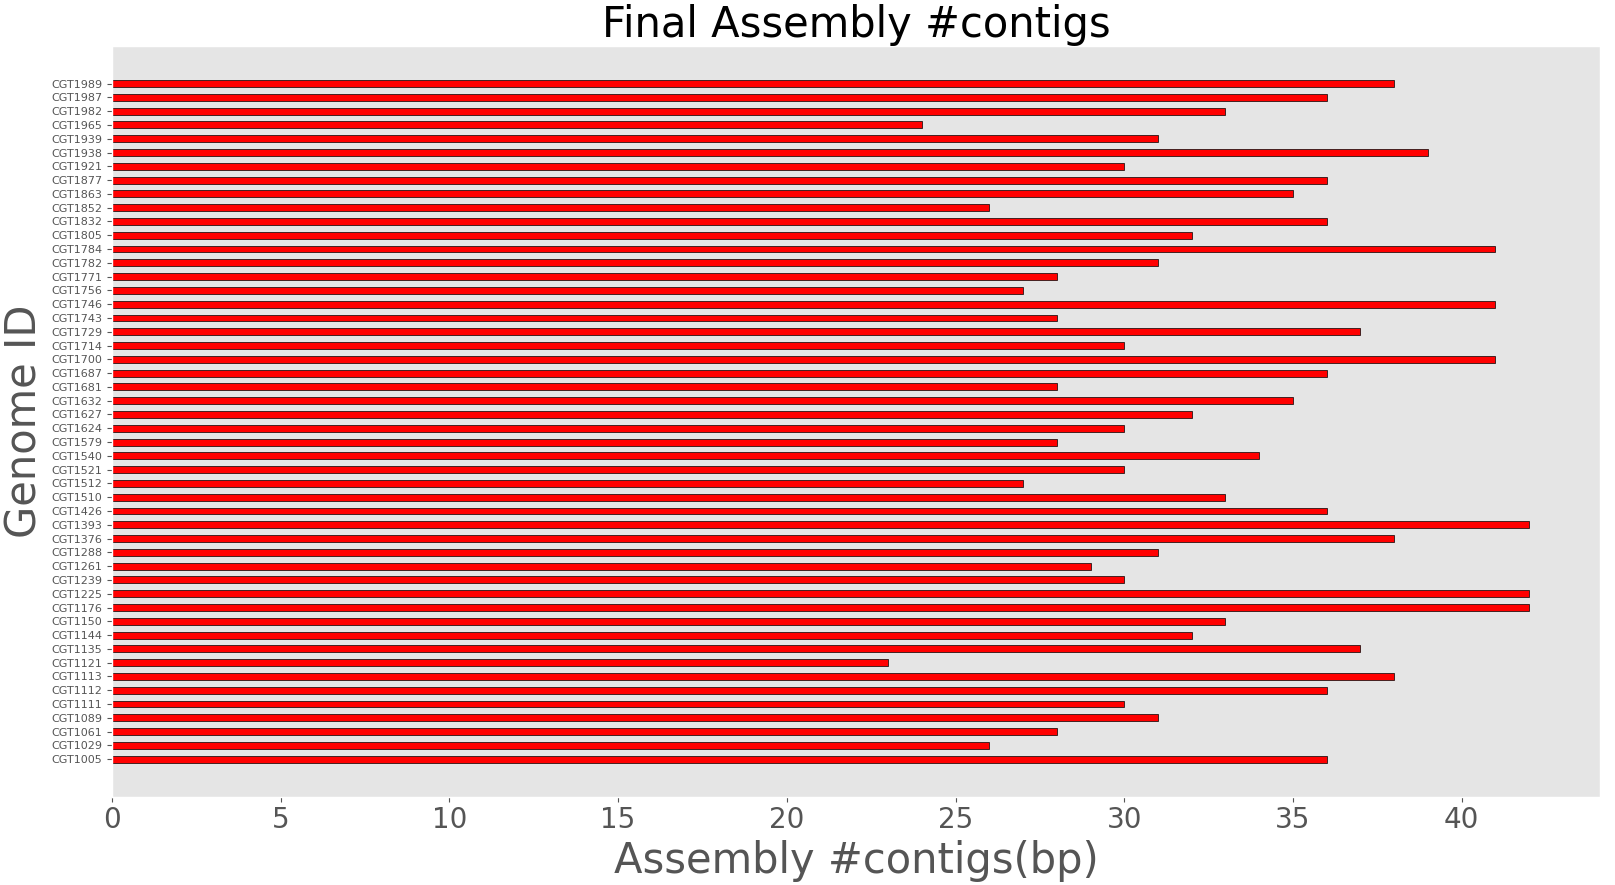 Final Assembly #contigs
Genome ID
CGT1989
CGT1987
CGT1982
CGT1965
CGT1939
CGT1938
CGT1921
CGT1877
CGT1863
CGT1852
CGT1832
CGT1805
CGT1784
CGT1782
CGT1771
CGT1756
CGT1746
CGT1743
CGT1729
CGT1714
CGT1700
CGT1687
CGT1681
CGT1632
CGT1627
CGT1624
CGT1579
CGT1540
CGT1521
CGT1512
CGT1510
CGT1426
CGT1393
CGT1376
CGT1288
CGT1261
CGT1239
CGT1225
CGT1176
CGT1150
CGT1144
CGT1135
CGT1121
CGT1113
CGT1112
CGT1111
CGT1089
CGT1061
CGT1029
CGT1005
0 5 10 15 20 25 30 35 40
Assembly #contigs(bp)